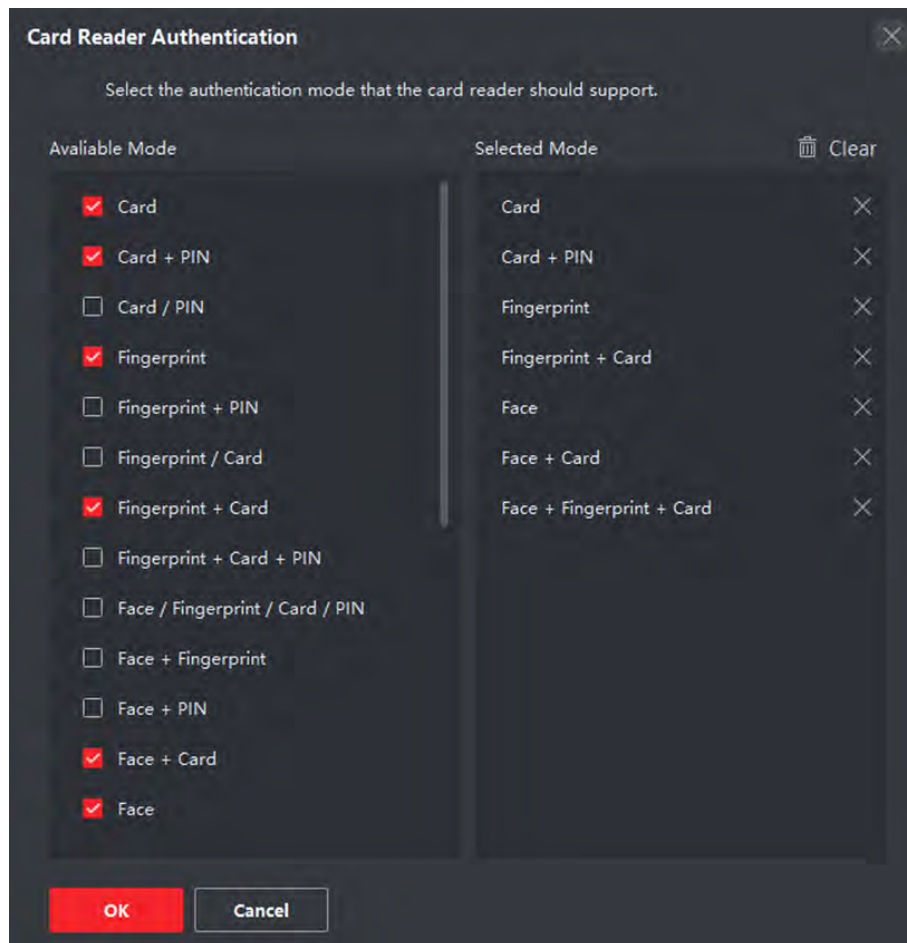 Card Reader Authentication
Select the authentication mode that the card reader should support.
Avaliable Mode
Card
Card + PIN
Card / PIN
Fingerprint
Fingerprint + PIN
Fingerprint / Card
Fingerprint + Card
Fingerprint + Card + PIN
Face / Fingerprint / Card / PIN
Face + Fingerprint
Face + PIN
Face + Card
Face
Selected Mode
Clear
Card
Card + PIN
Fingerprint
Fingerprint + Card
Face
Face + Card
Face + Fingerprint + Card
OK
Cancel